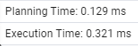 Planning Time: 0.129 ms
Execution Time: 0.321 ms